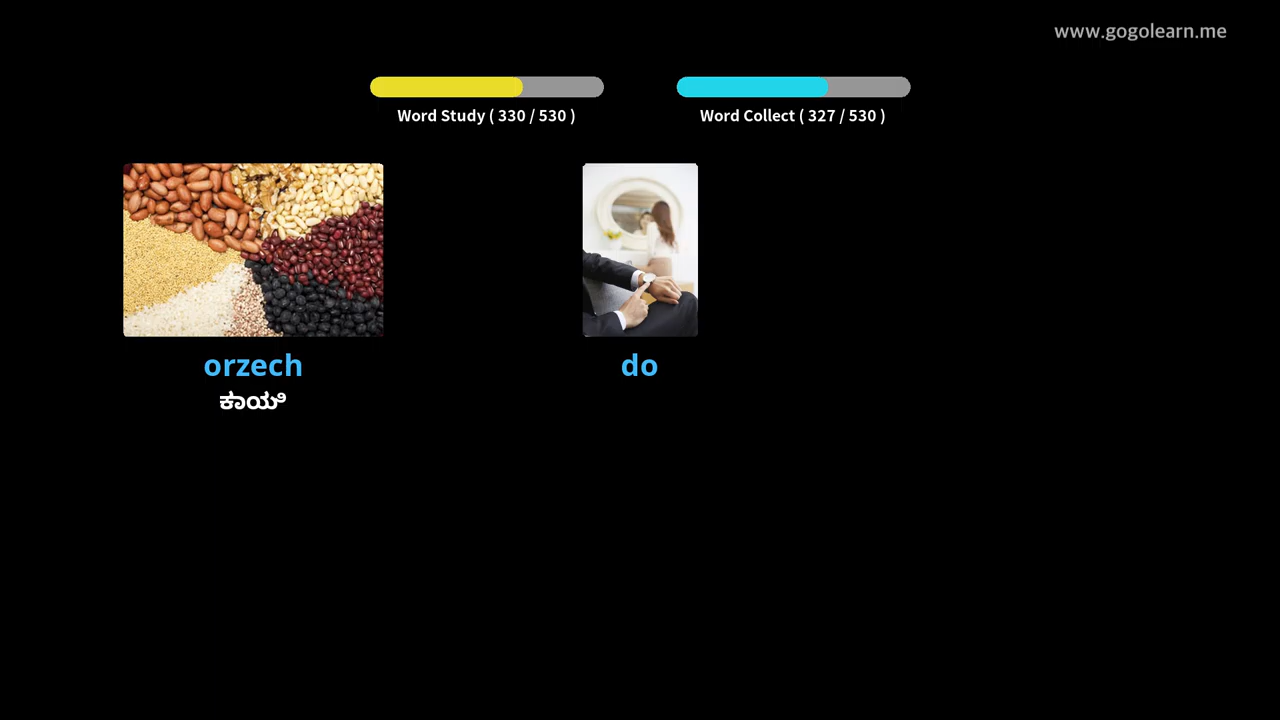 www.gogolearn.me
Word Study ( 330 / 530 )
Word Collect ( 327 / 530 )
orzech
do
ಕಾಯಿ